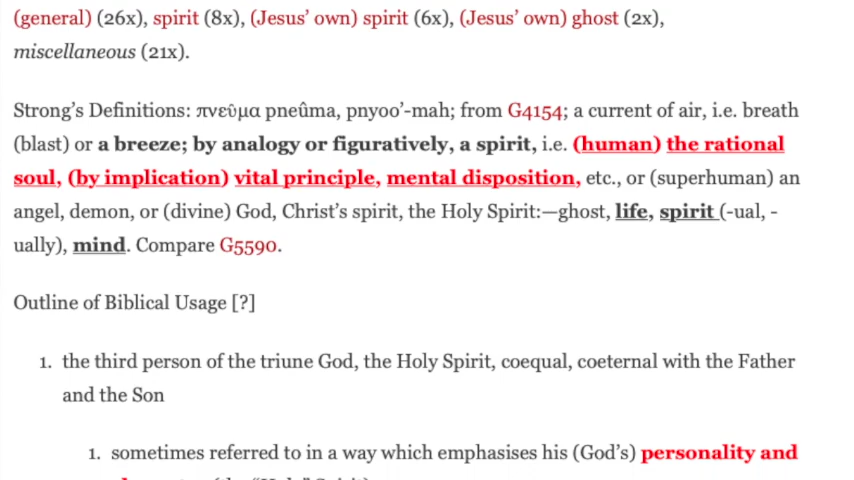 (general) (26x), spirit (8x), (Jesus’ own) spirit (6x), (Jesus’ own) ghost (2x),
miscellaneous (21x).
Strong’s Definitions: πνεῦμα pneûma, pnyoo’-mah; from G4154; a current of air, i.e. breath
(blast) or a breeze; by analogy or figuratively, a spirit, i.e. (human) the rational
soul, (by implication) vital principle, mental disposition, etc., or (superhuman) an
angel, demon, or (divine) God, Christ’s spirit, the Holy Spirit:—ghost, life, spirit (-ual, -
ually), mind. Compare G5590.
Outline of Biblical Usage [?]
1. the third person of the triune God, the Holy Spirit, coequal, coeternal with the Father
and the Son
1. sometimes referred to in a way which emphasises his (God’s) personality and